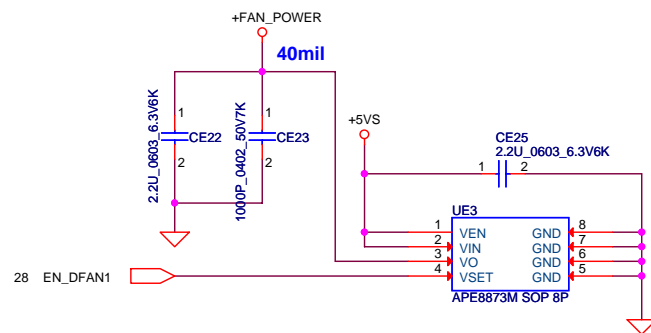 +FAN_POWER
40mil
1
CE22
2
2.2U_0603_6.3V6K
1
CE23
2
1000P_0402_50V7K
+5VS
CE25
2.2U_0603_6.3V6K
1 2
UE3
1 VEN GND 8
2 VIN GND 7
3 VO GND 6
4 VSET GND 5
APE8873M SOP 8P
28 EN_DFAN1